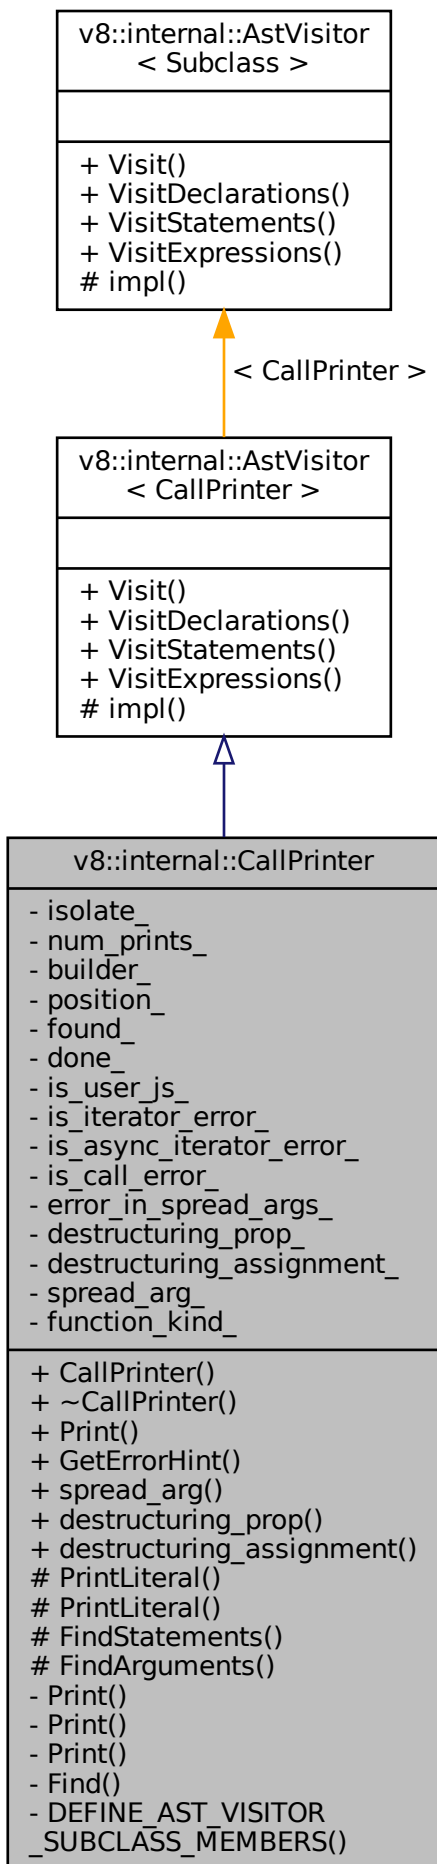 v8::internal::AstVisitor
< Subclass >
+ Visit()
+ VisitDeclarations()
+ VisitStatements()
+ VisitExpressions()
# impl()
< CallPrinter >
v8::internal::AstVisitor
< CallPrinter >
+ Visit()
+ VisitDeclarations()
+ VisitStatements()
+ VisitExpressions()
# impl()
v8::internal::CallPrinter
- isolate_
- num_prints_
- builder_
- position_
- found_
- done_
- is_user_js_
- is_iterator_error_
- is_async_iterator_error_
- is_call_error_
- error_in_spread_args_
- destructuring_prop_
- destructuring_assignment_
- spread_arg_
- function_kind_
+ CallPrinter()
+ ~CallPrinter()
+ Print()
+ GetErrorHint()
+ spread_arg()
+ destructuring_prop()
+ destructuring_assignment()
# PrintLiteral()
# PrintLiteral()
# FindStatements()
# FindArguments()
- Print()
- Print()
- Print()
- Find()
- DEFINE_AST_VISITOR
_SUBCLASS_MEMBERS()